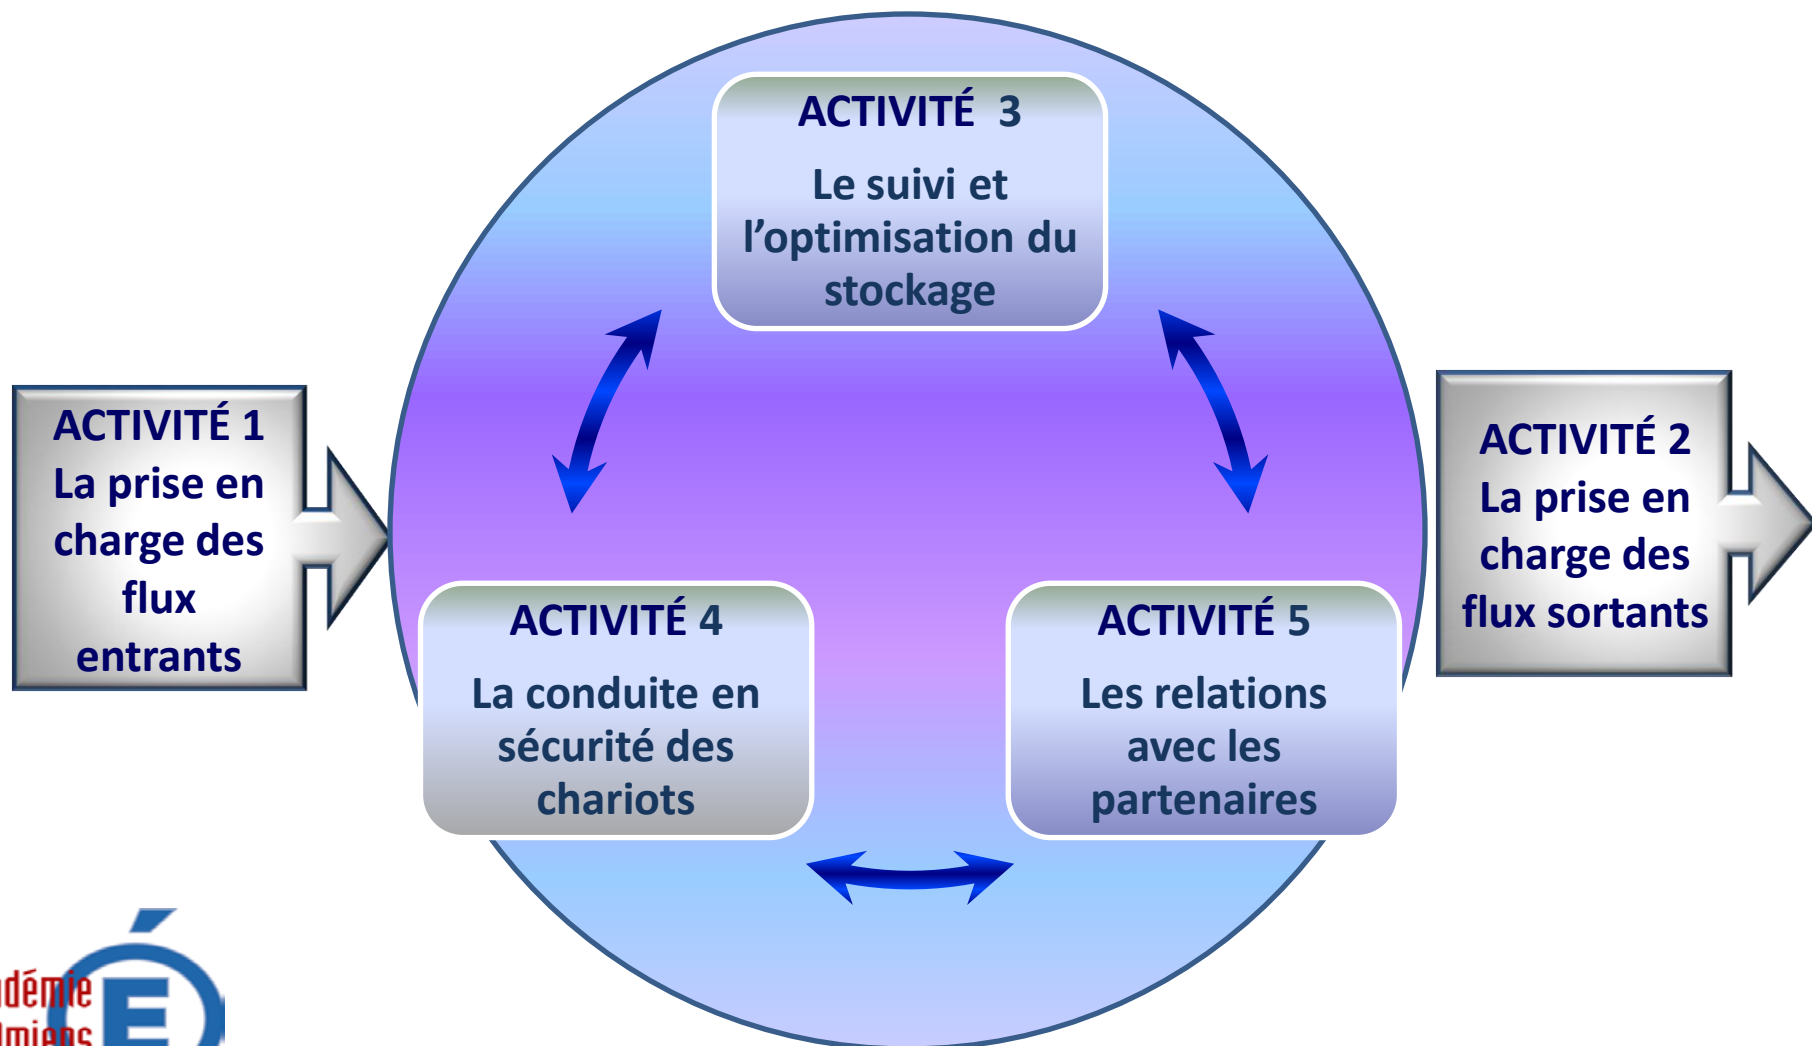 ACTIVITÉ 3
Le suivi et
l'optimisation du
stockage
ACTIVITÉ 1
La prise en
charge des
flux
entrants
ACTIVITÉ 2
La prise en
charge des
flux sortants
ACTIVITÉ 4
La conduite en
sécurité des
chariots
ACTIVITÉ 5
Les relations
avec les
partenaires